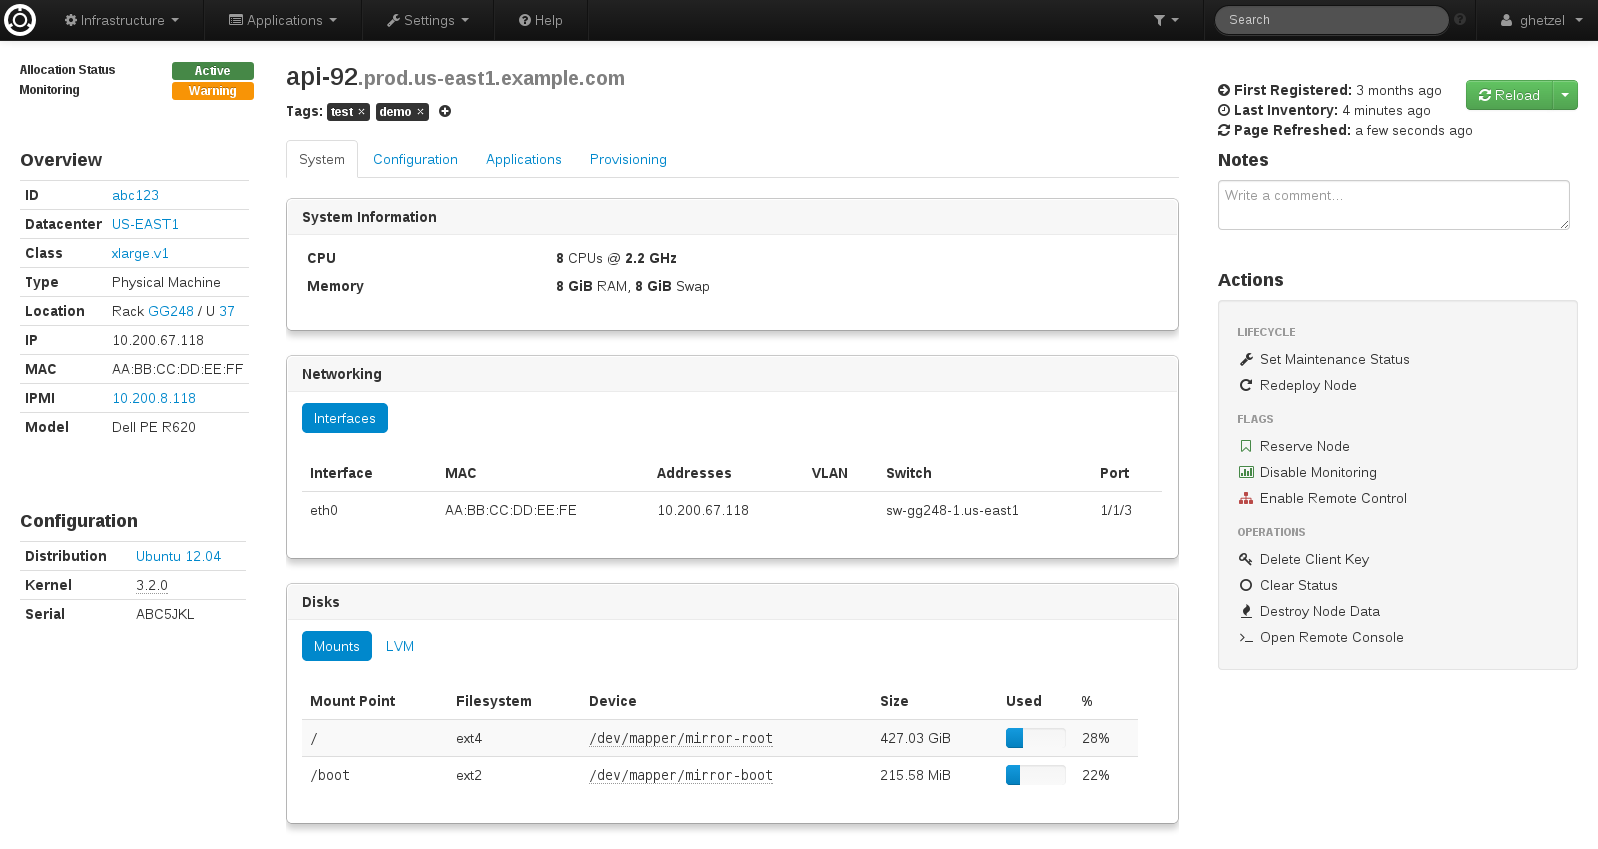 Infrastructure Applications Settings Help Search ghetzel
Allocation Status Active
Monitoring Warning
Overview
ID abc123
Datacenter US-EAST1
Class xlarge.v1
Type Physical Machine
Location Rack GG248 / U 37
IP 10.200.67.118
MAC AA:BB:CC:DD:EE:FF
IPMI 10.200.8.118
Model Dell PE R620
Configuration
Distribution Ubuntu 12.04
Kernel 3.2.0
Serial ABC5JKL
api-92.prod.us-east1.example.com
Tags: test × demo ×
System Configuration Applications Provisioning
System Information
CPU 8 CPUs @ 2.2 GHz
Memory 8 GiB RAM, 8 GiB Swap
Networking
Interfaces
Interface MAC Addresses VLAN Switch Port
eth0 AA:BB:CC:DD:EE:FE 10.200.67.118 sw-gg248-1.us-east1 1/1/3
Disks
Mounts LVM
Mount Point Filesystem Device Size Used %
/ ext4 /dev/mapper/mirror-root 427.03 GiB 28%
/boot ext2 /dev/mapper/mirror-boot 215.58 MiB 22%
First Registered: 3 months ago
Last Inventory: 4 minutes ago
Page Refreshed: a few seconds ago
Reload
Notes
Write a comment...
Actions
LIFECYCLE
Set Maintenance Status
Redeploy Node
FLAGS
Reserve Node
Disable Monitoring
Enable Remote Control
OPERATIONS
Delete Client Key
Clear Status
Destroy Node Data
Open Remote Console